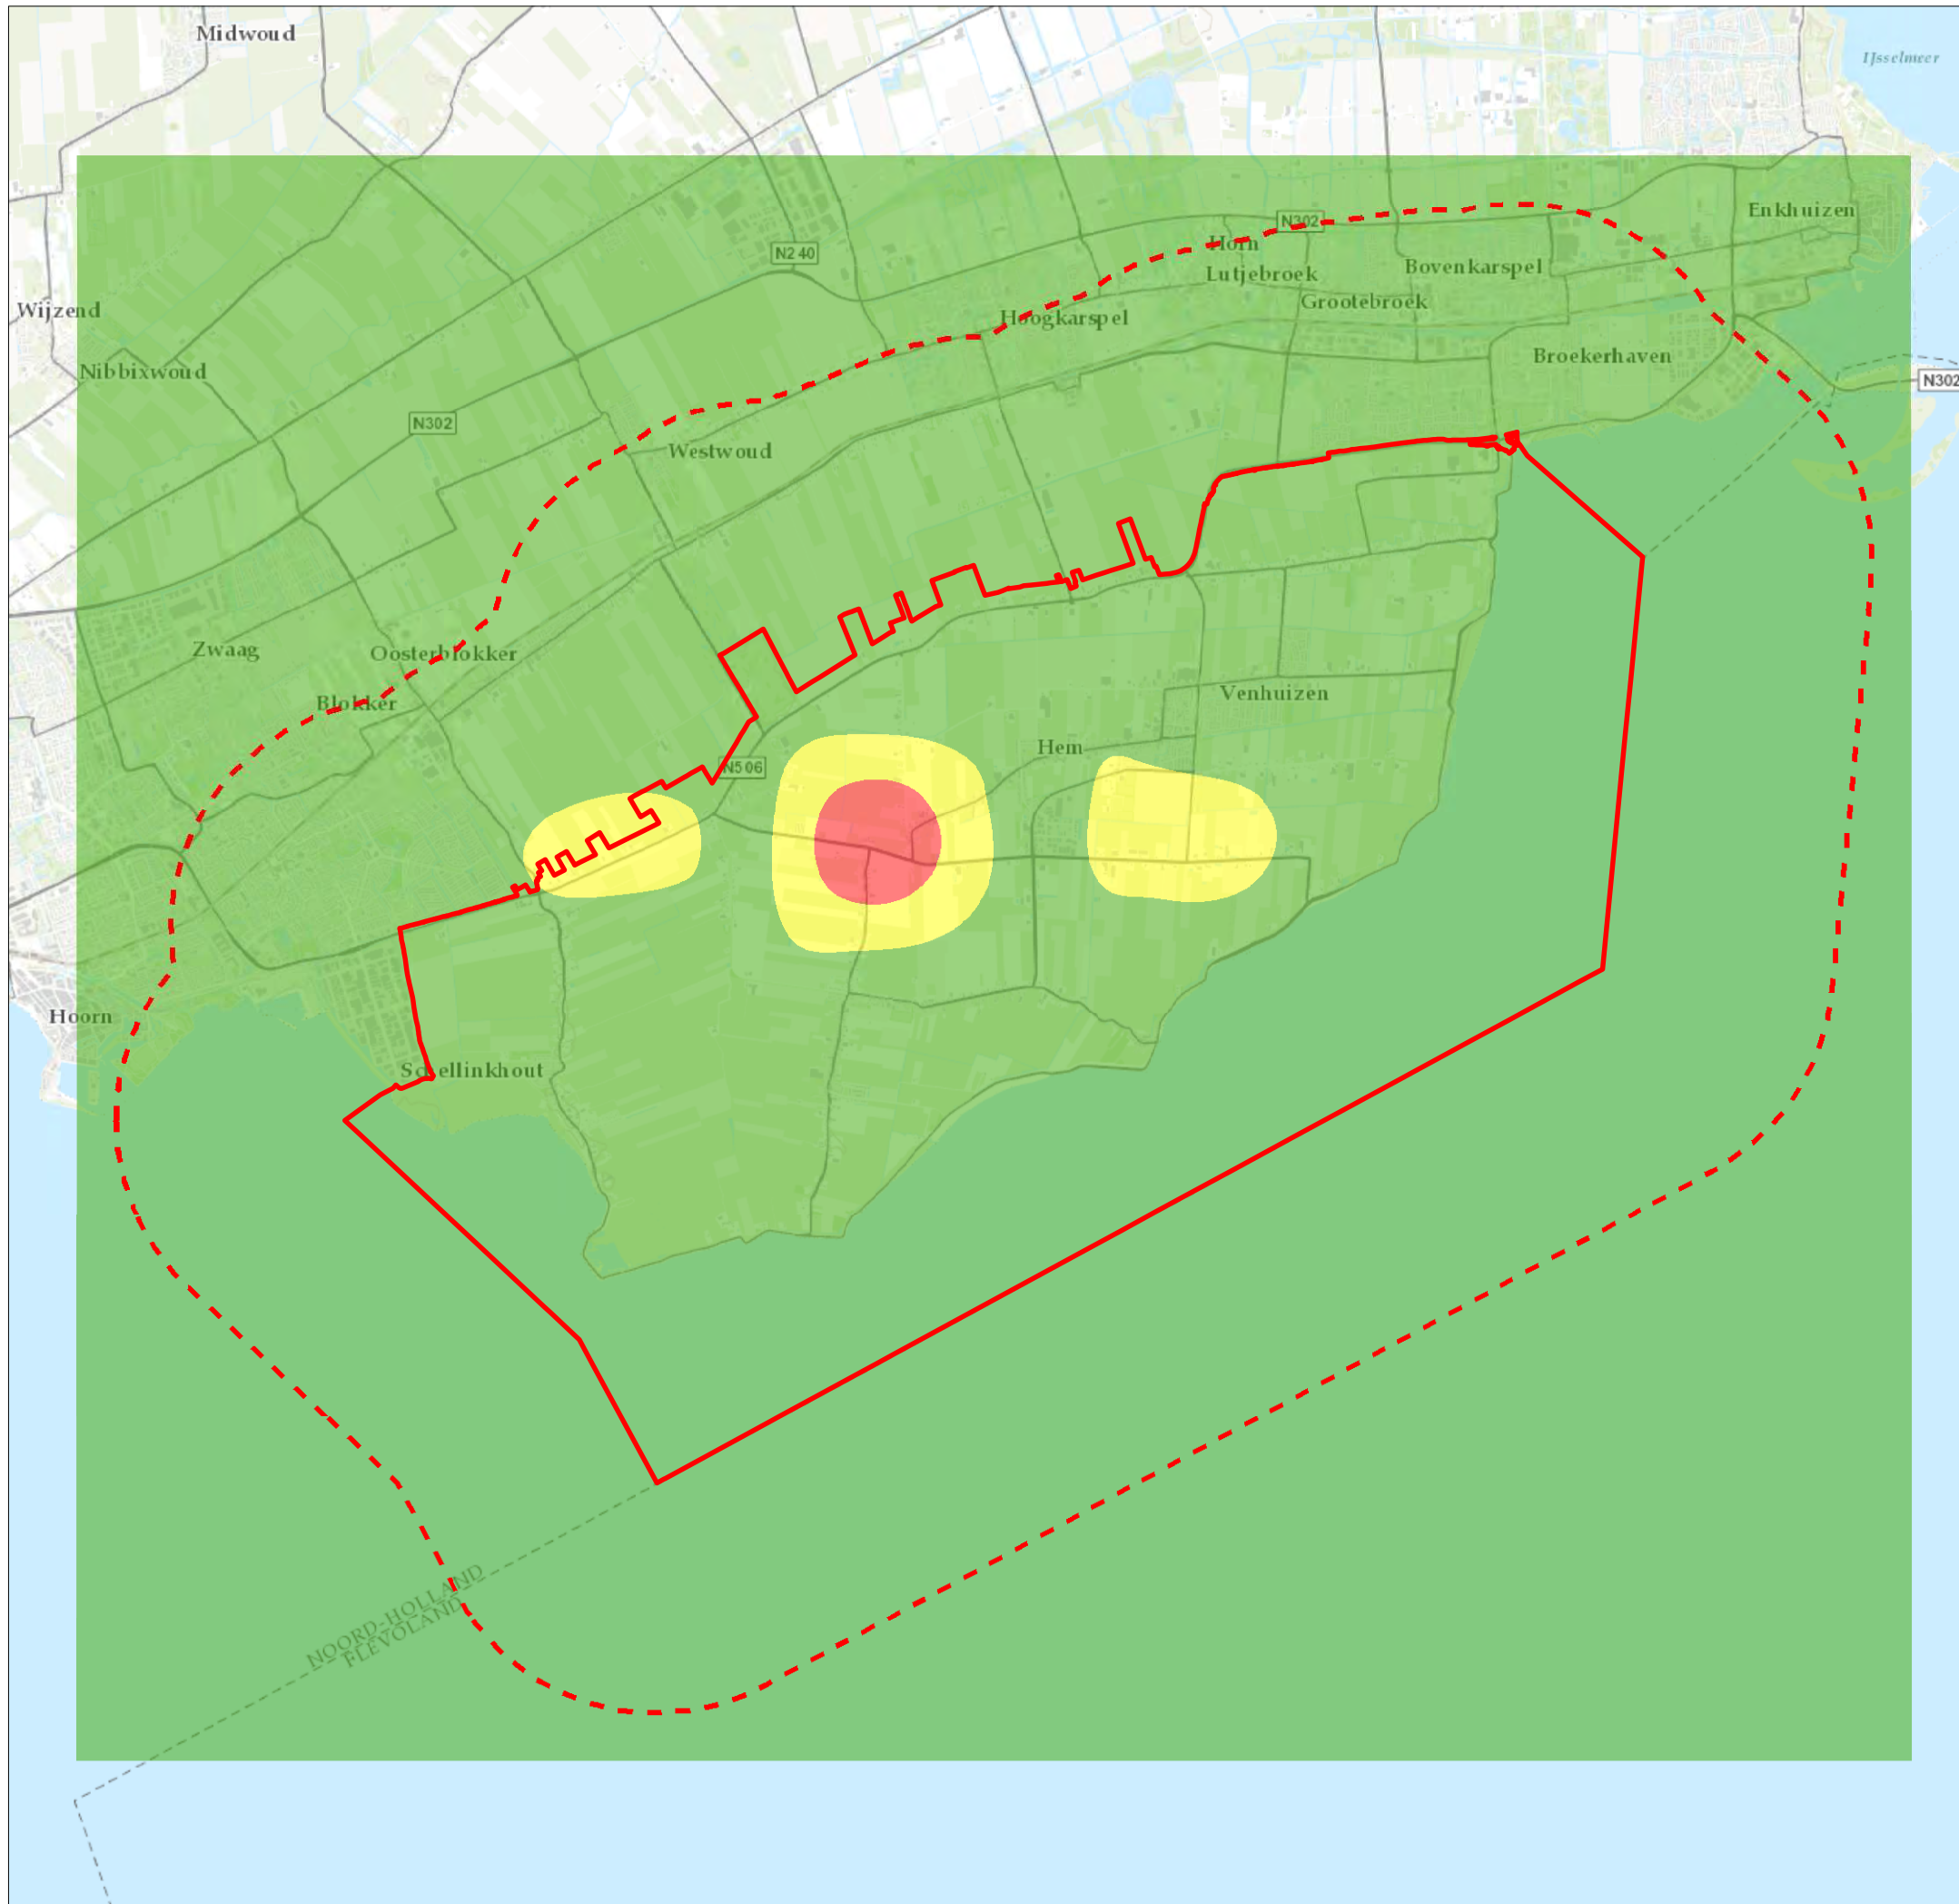 Midwoud
IJsselmeer
Enkhuizen
N302
Horn
N240
Lutjebroek
Bovenkarspel
Grootebroek
Wijzend
Hoogkarspel
Broekerhaven
Nibbixwoud
N302
N302
Westwoud
Zwaag
Oosterblokker
Blokker
Venhuizen
Hem
N506
Hoorn
Schellinkhout
NOORD-HOLLAND
FLEVOLAND